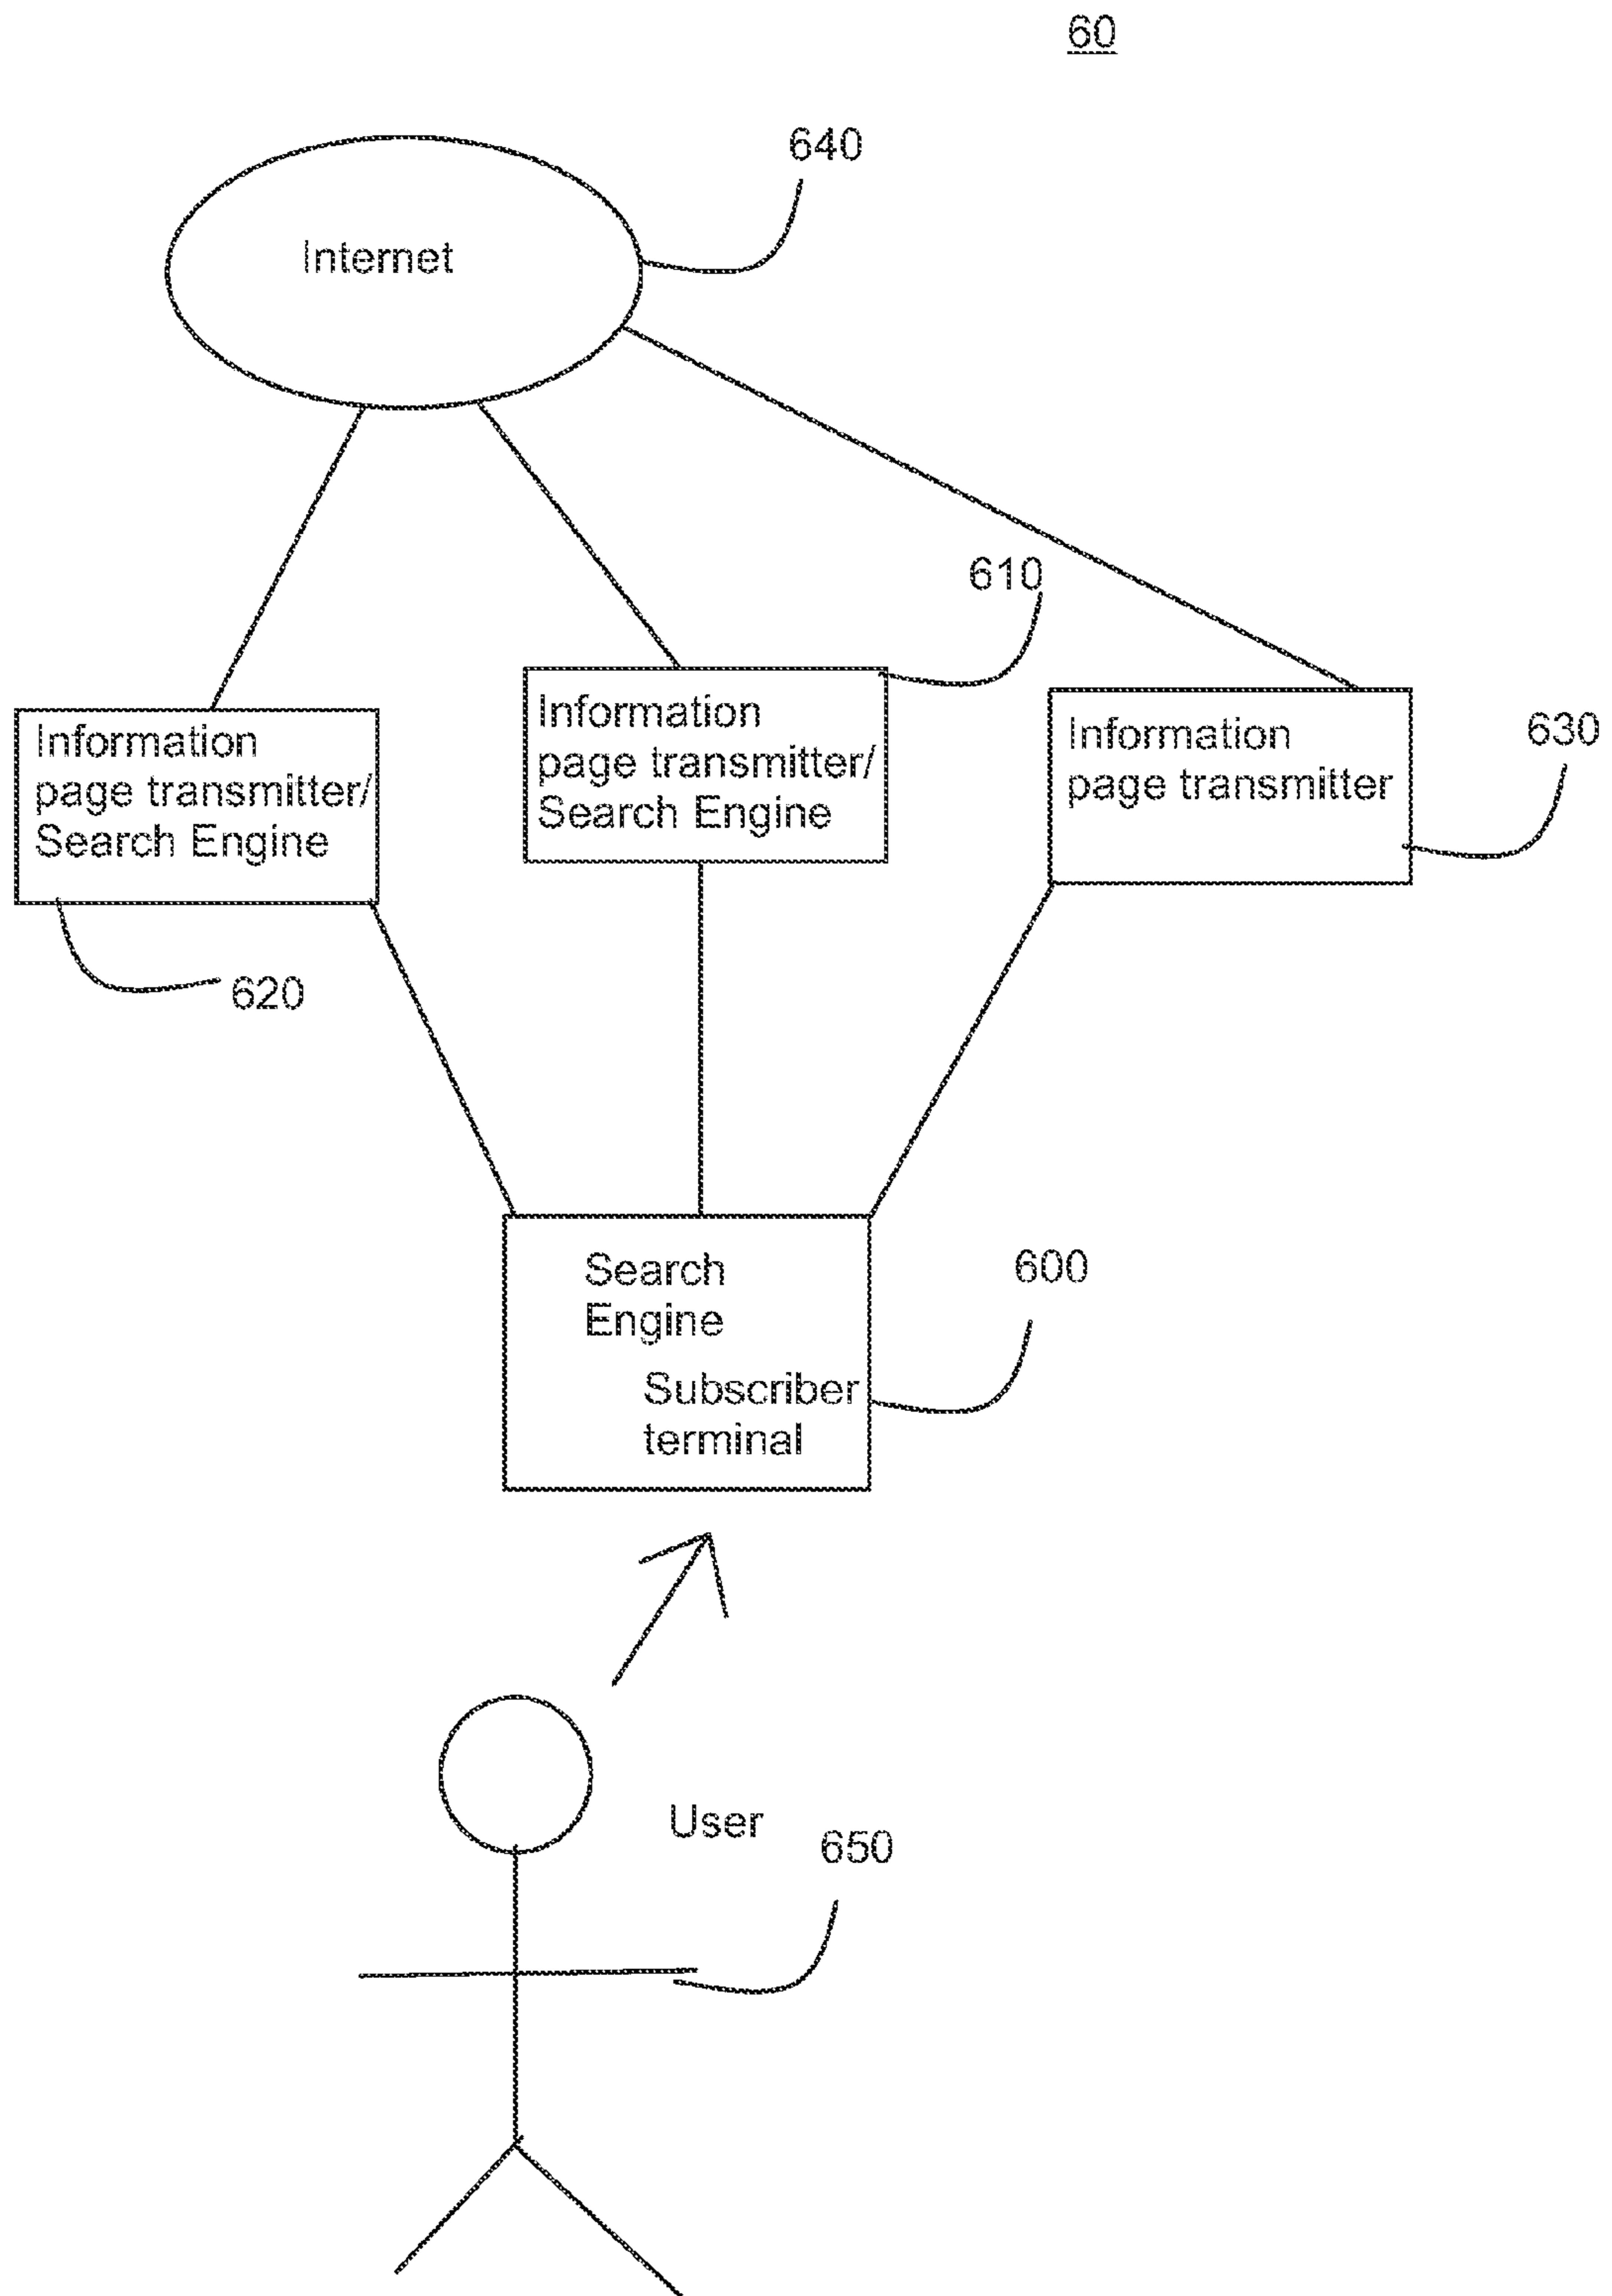 60
640
Internet
610
Information
page transmitter/
Search Engine
620
Information
page transmitter/
Search Engine
Information
page transmitter
630
Search
Engine
Subscriber
terminal
600
User
650